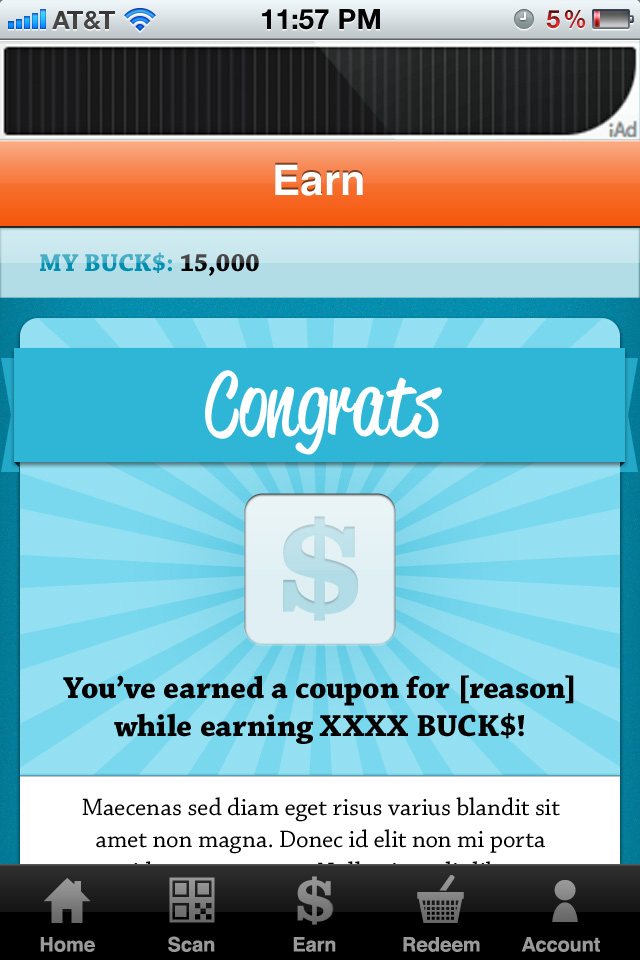 AT&T 11:57 PM 5%
iAd
Earn
MY BUCK$: 15,000
Congrats
$
You’ve earned a coupon for [reason]
while earning XXXX BUCK$!
Maecenas sed diam eget risus varius blandit sit
amet non magna. Donec id elit non mi porta
$
Home Scan Earn Redeem Account